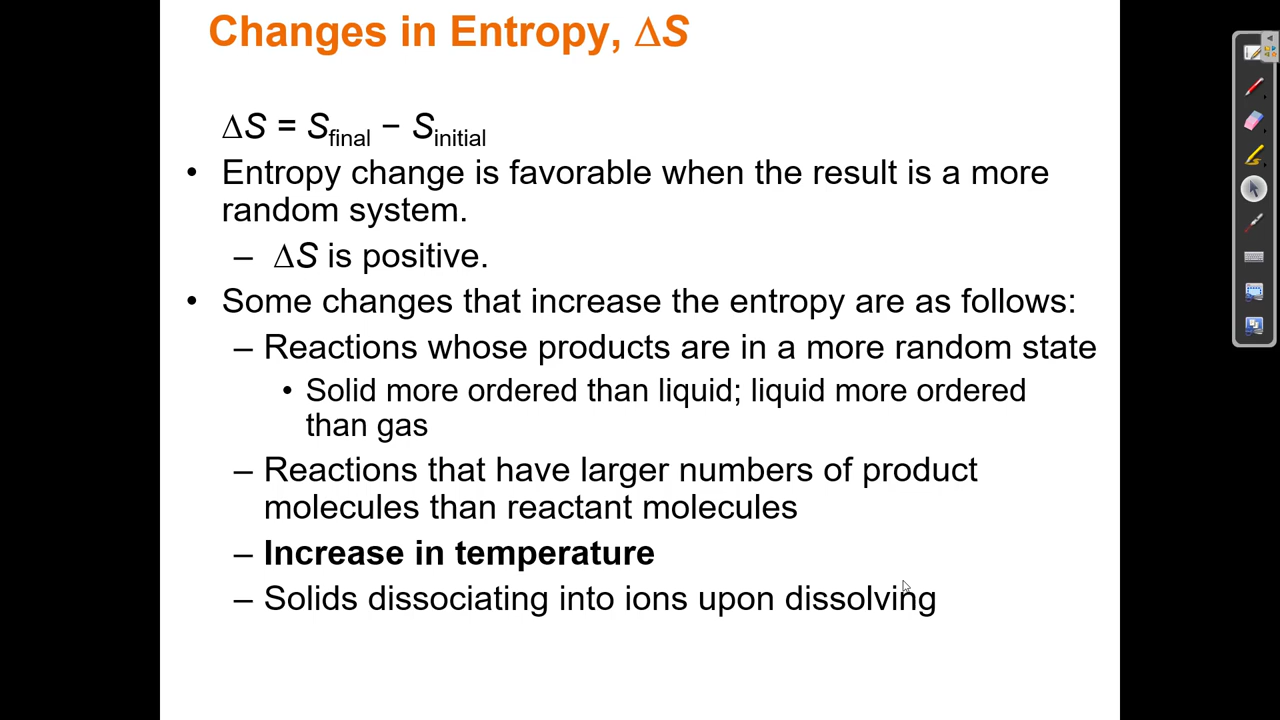 Changes in Entropy, ΔS
ΔS = Sfinal − Sinitial
• Entropy change is favorable when the result is a more
random system.
– ΔS is positive.
• Some changes that increase the entropy are as follows:
– Reactions whose products are in a more random state
• Solid more ordered than liquid; liquid more ordered
than gas
– Reactions that have larger numbers of product
molecules than reactant molecules
– Increase in temperature
– Solids dissociating into ions upon dissolving